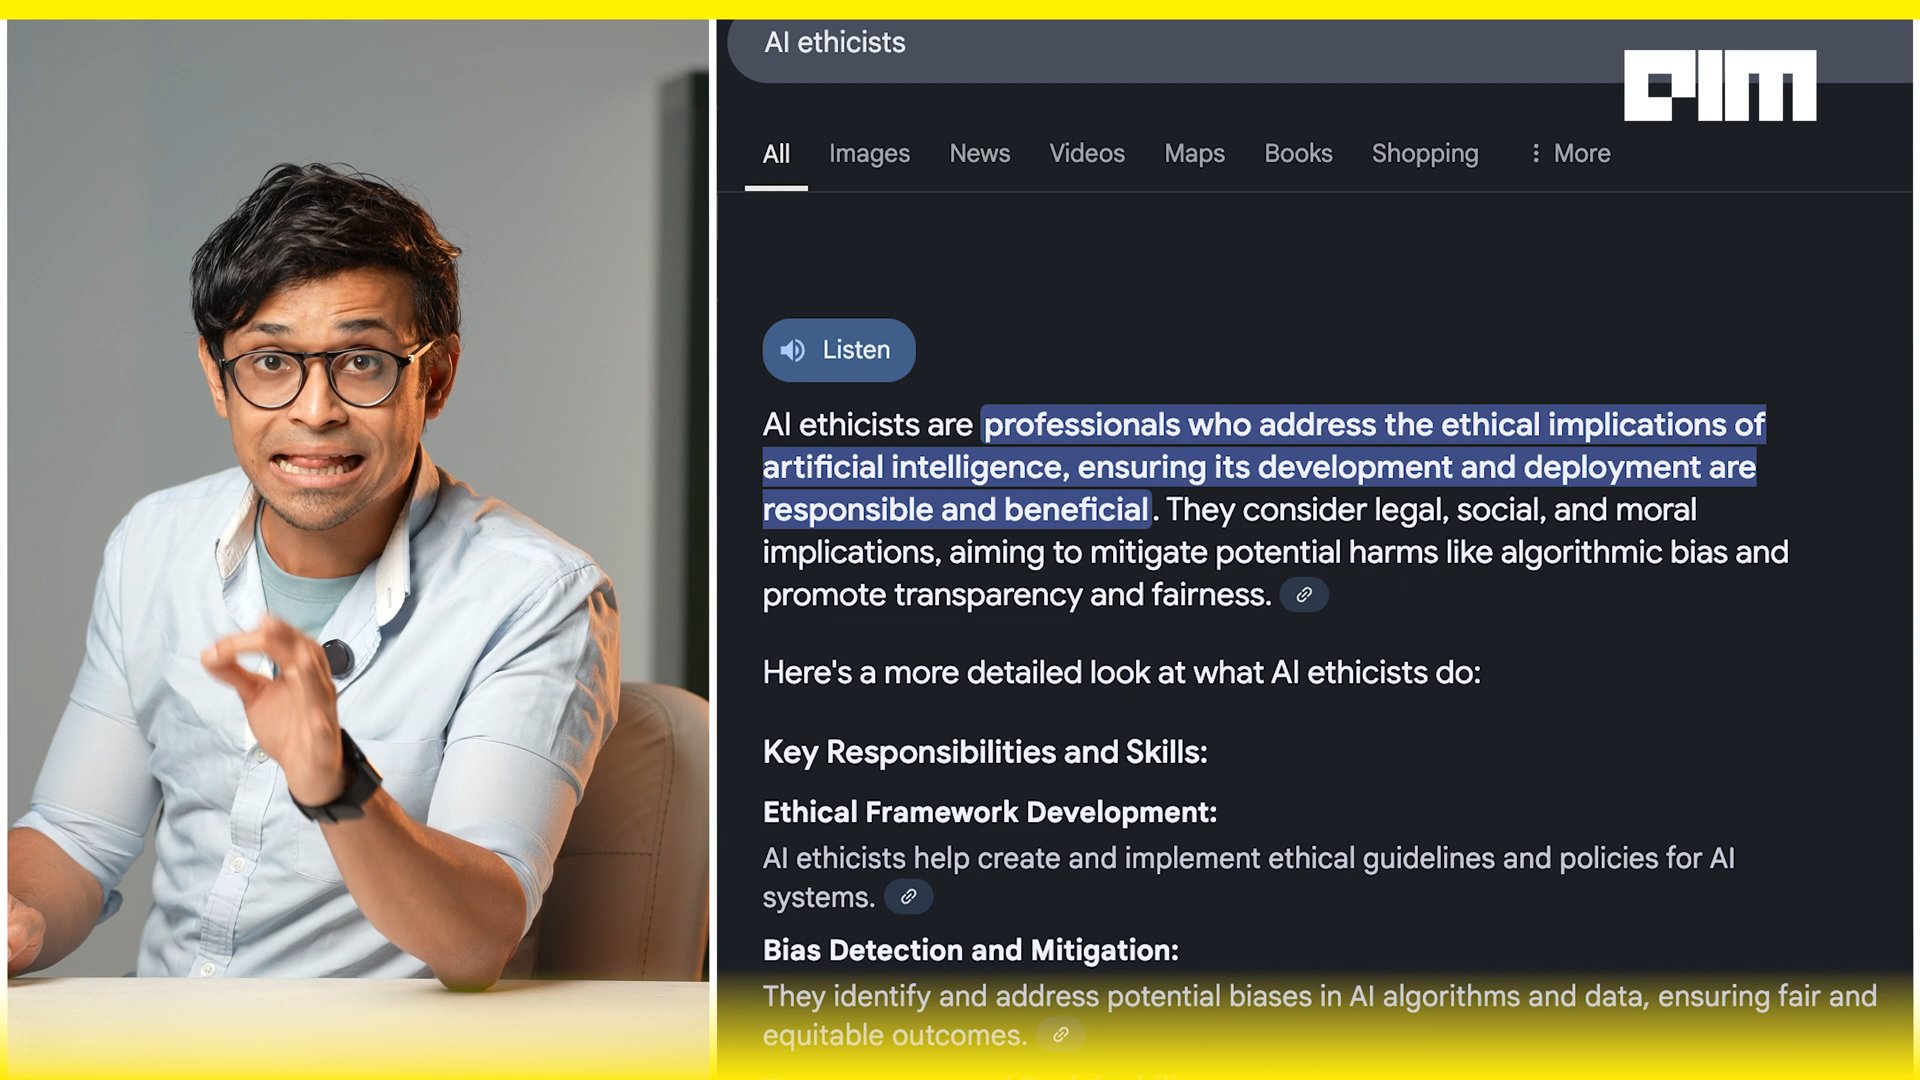 AI ethicists
AIM
All Images News Videos Maps Books Shopping More
Listen
AI ethicists are professionals who address the ethical implications of
artificial intelligence, ensuring its development and deployment are
responsible and beneficial. They consider legal, social, and moral
implications, aiming to mitigate potential harms like algorithmic bias and
promote transparency and fairness.
Here's a more detailed look at what AI ethicists do:
Key Responsibilities and Skills:
Ethical Framework Development:
AI ethicists help create and implement ethical guidelines and policies for AI
systems.
Bias Detection and Mitigation:
They identify and address potential biases in AI algorithms and data, ensuring fair and
equitable outcomes.